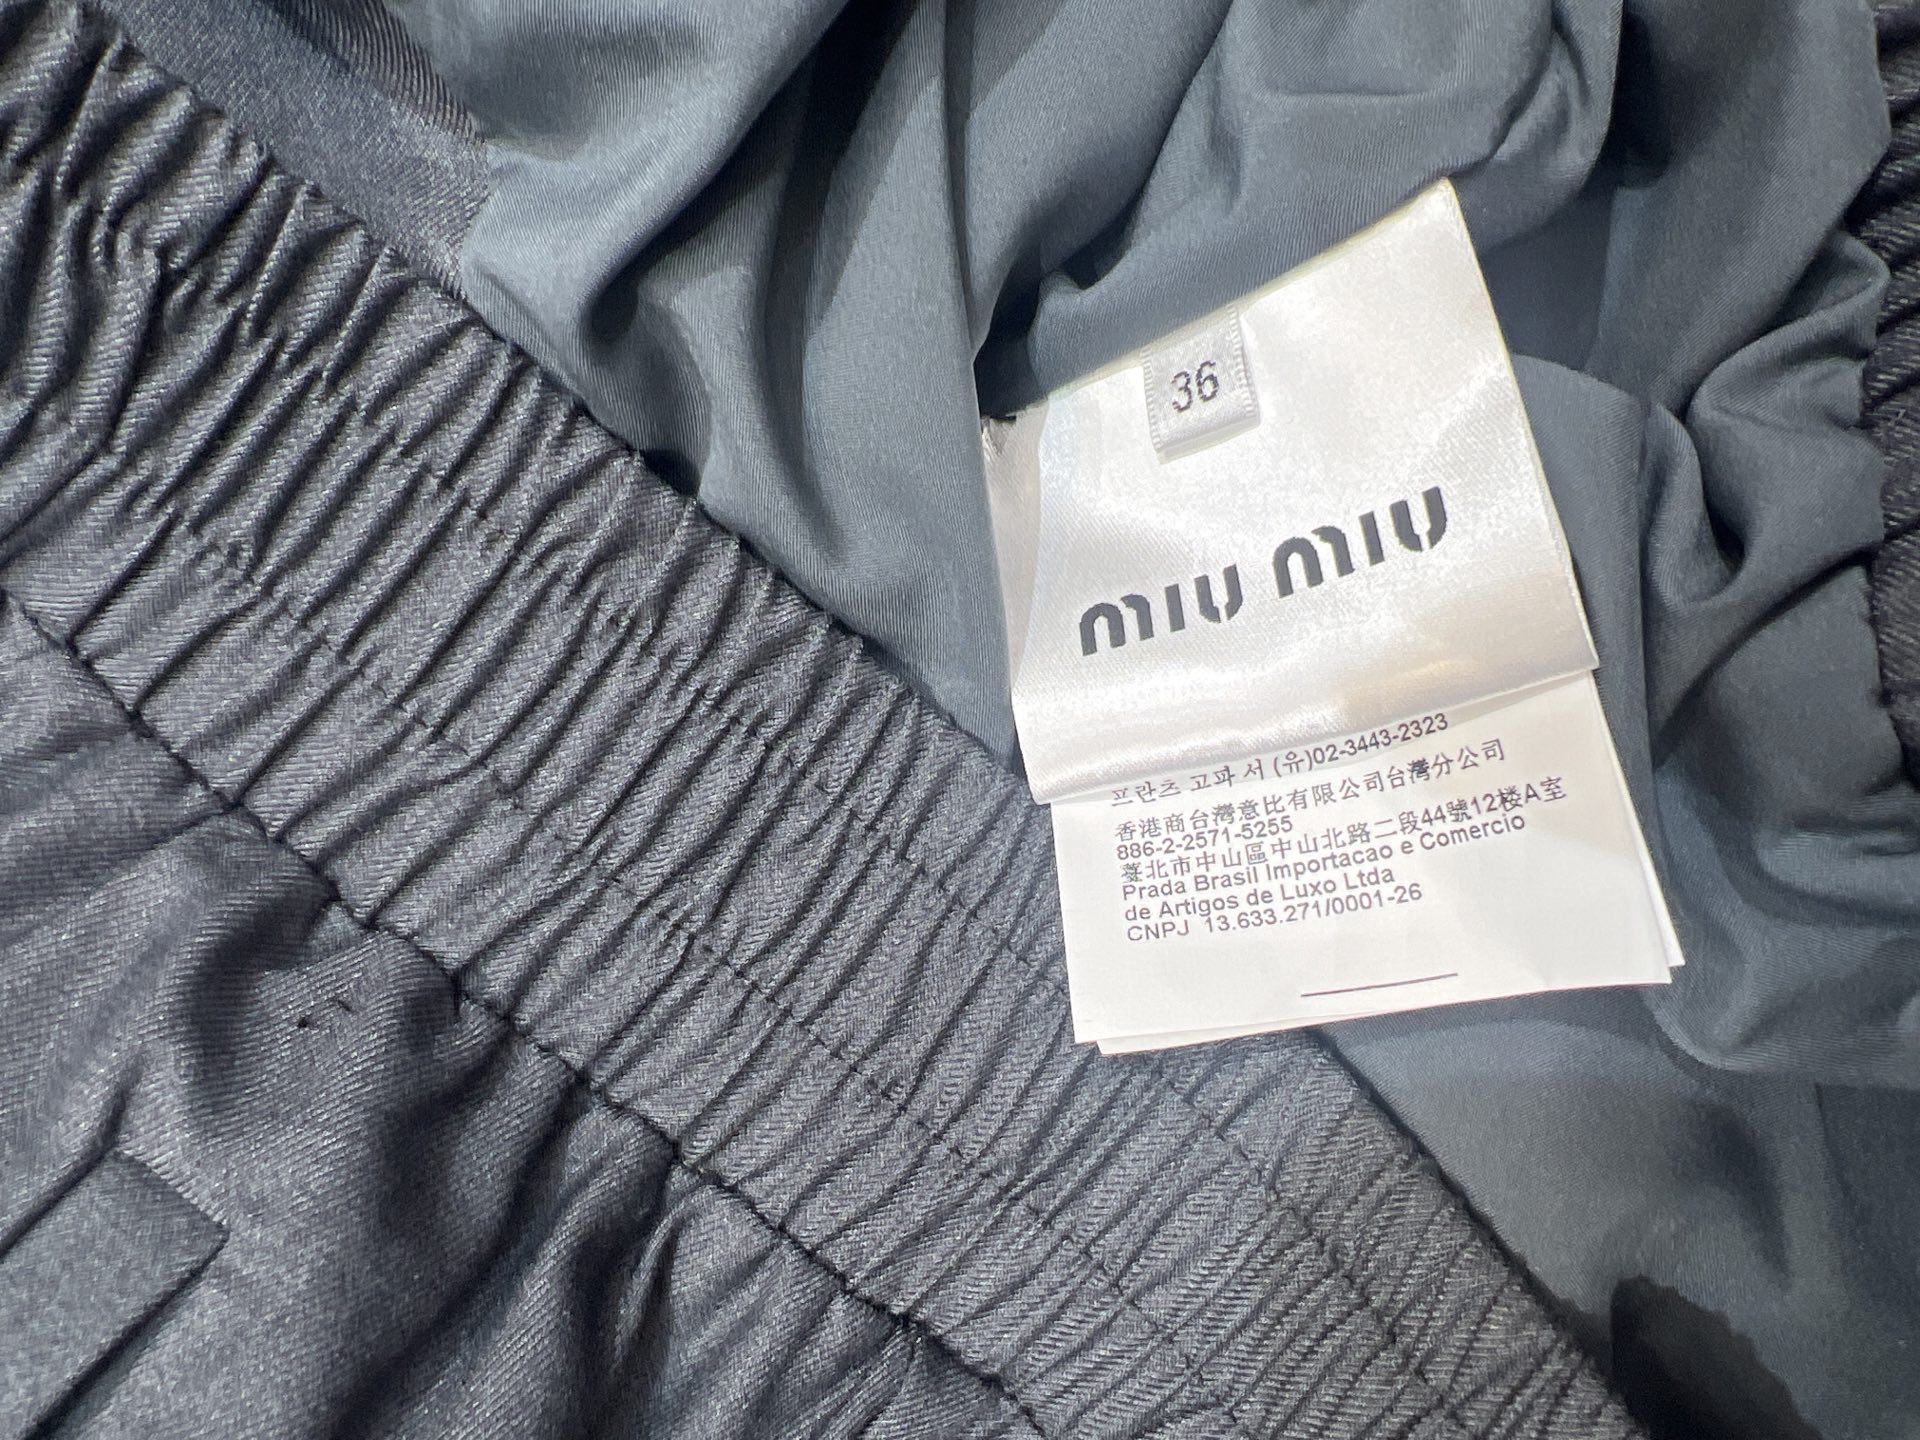 36
miu miu
프란츠 고파 서 (유)02-3443-2323
香港商台灣意比有限公司台灣分公司
886-2-2571-5255
臺北市中山區中山北路二段44號12楼A室
Prada Brasil Importacao e Comercio
de Artigos de Luxo Ltda
CNPJ 13.633.271/0001-26